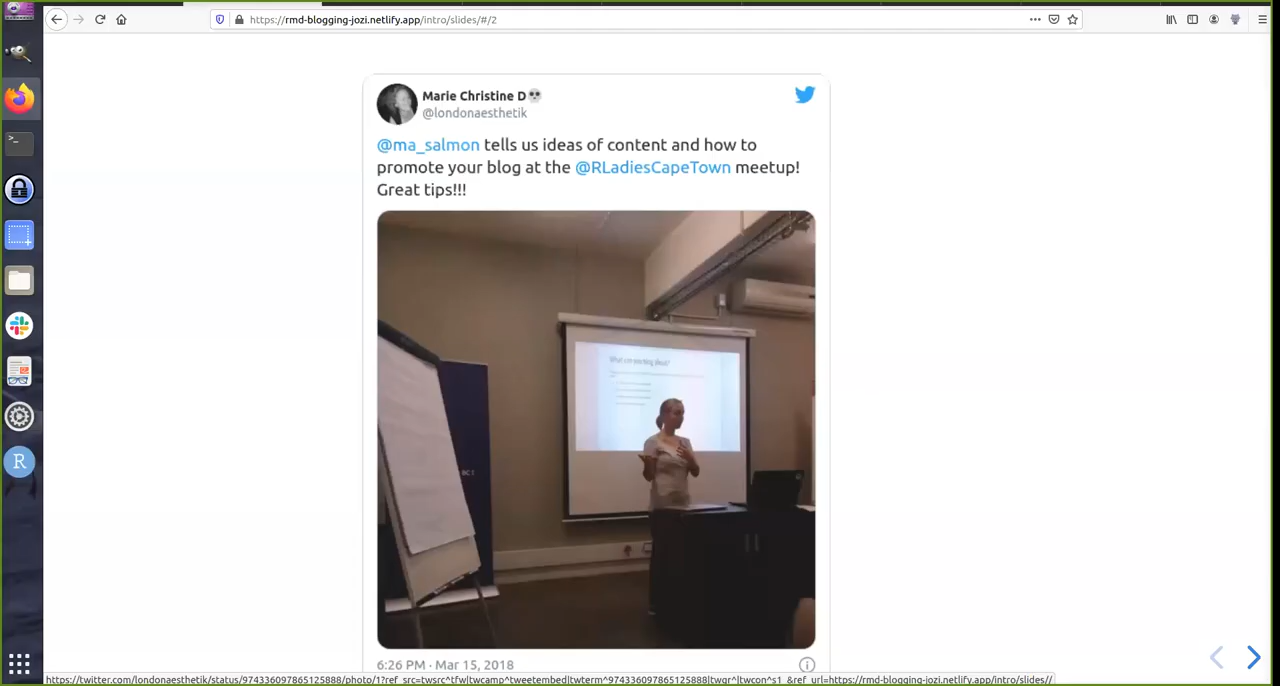 https://rmd-blogging-jozi.netlify.app/intro/slides/#/2
Marie Christine D💀
@londonaesthetik
@ma_salmon tells us ideas of content and how to
promote your blog at the @RLadiesCapeTown meetup!
Great tips!!!
6:26 PM · Mar 15, 2018
https://twitter.com/londonaesthetik/status/974336097865125888/photo/1?ref_src=twsrc^tfw|twcamp^tweetembed|twterm^974336097865125888|twgr^|twcon^s1_&ref_url=https://rmd-blogging-jozi.netlify.app/intro/slides//
R